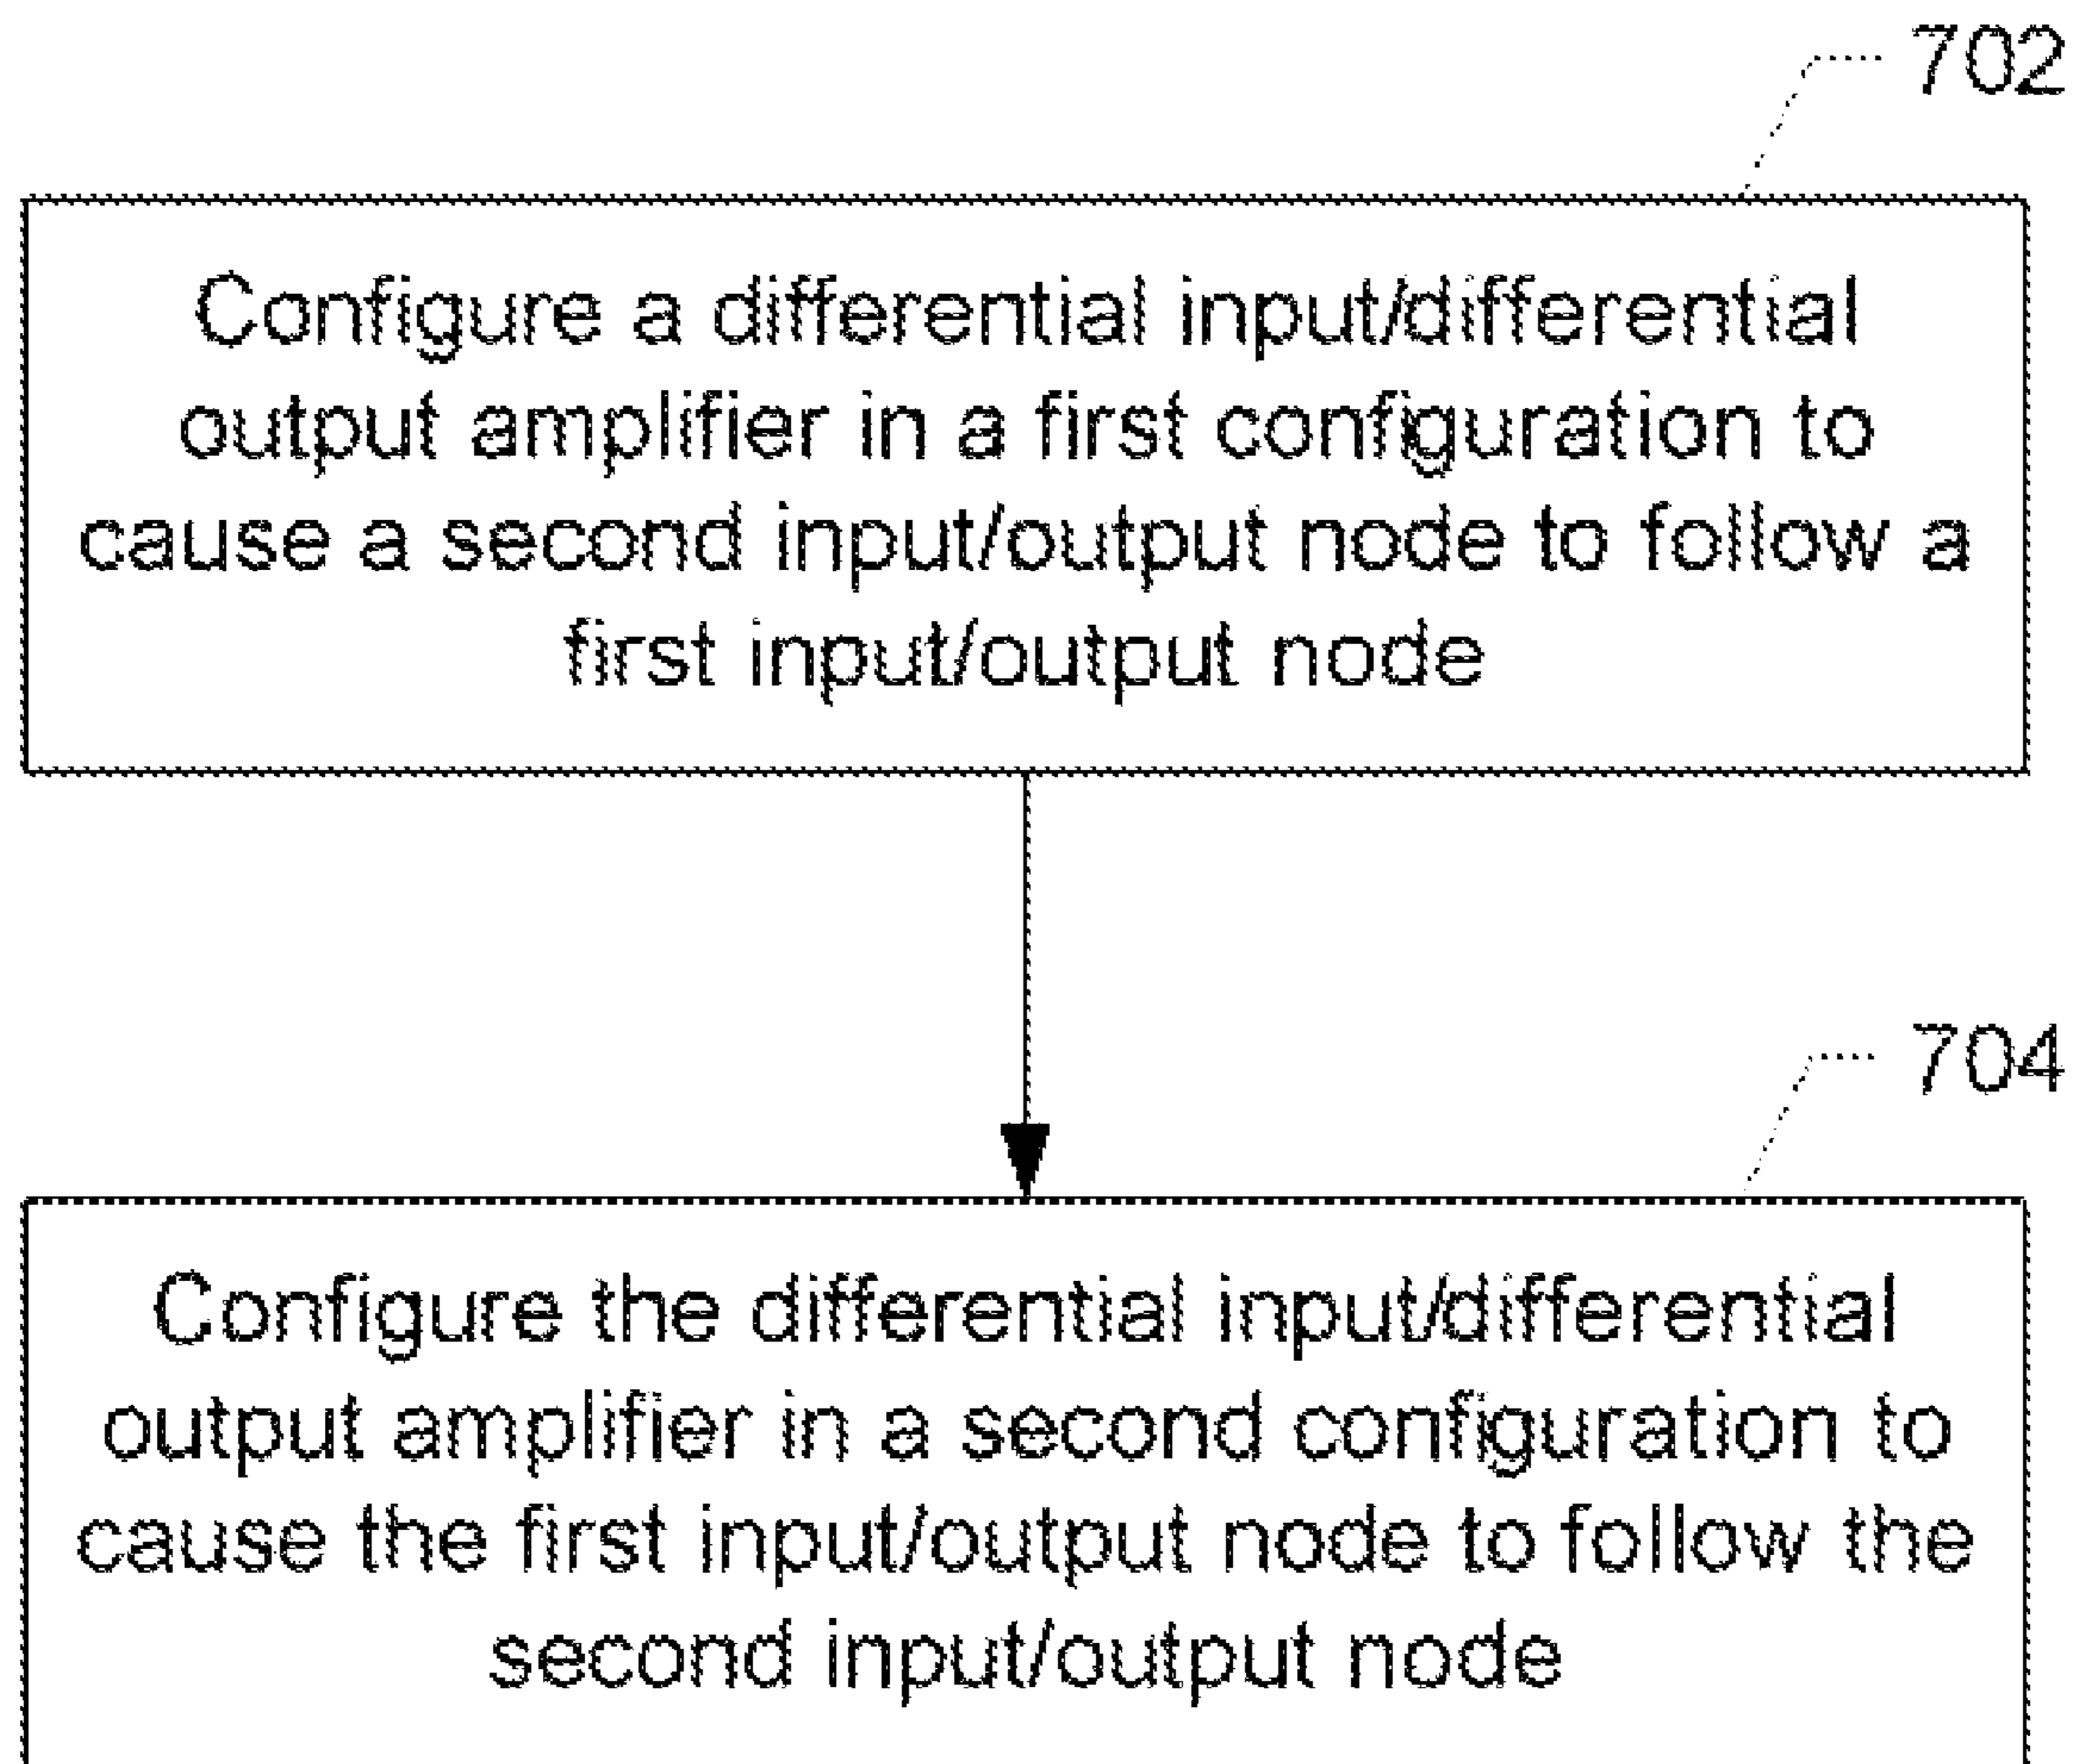 702
Configure a differential input/differential
output amplifier in a first configuration to
cause a second input/output node to follow a
first input/output node
704
Configure the differential input/differential
output amplifier in a second configuration to
cause the first input/output node to follow the
second input/output node